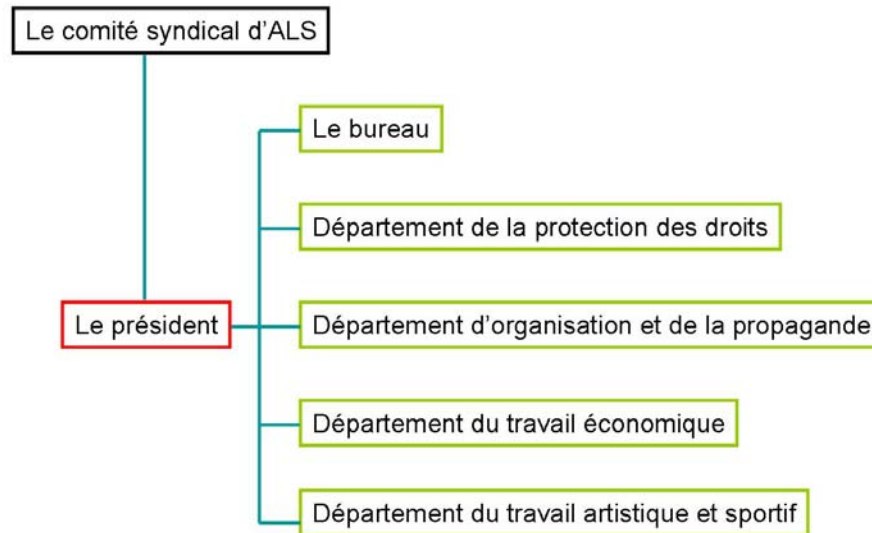 Le comité syndical d'ALS
Le bureau
Département de la protection des droits
Le président
Département d'organisation et de la propagande
Département du travail économique
Département du travail artistique et sportif